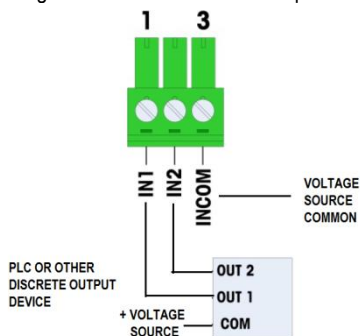 1 3
IN1
IN2
INCOM
VOLTAGE
SOURCE
COMMON
PLC OR OTHER
DISCRETE OUTPUT
DEVICE
OUT 2
OUT 1
+ VOLTAGE
SOURCE
COM